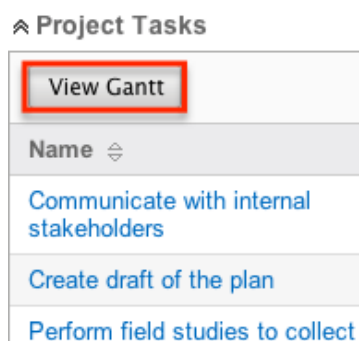 Project Tasks
View Gantt
Name
Communicate with internal
stakeholders
Create draft of the plan
Perform field studies to collect